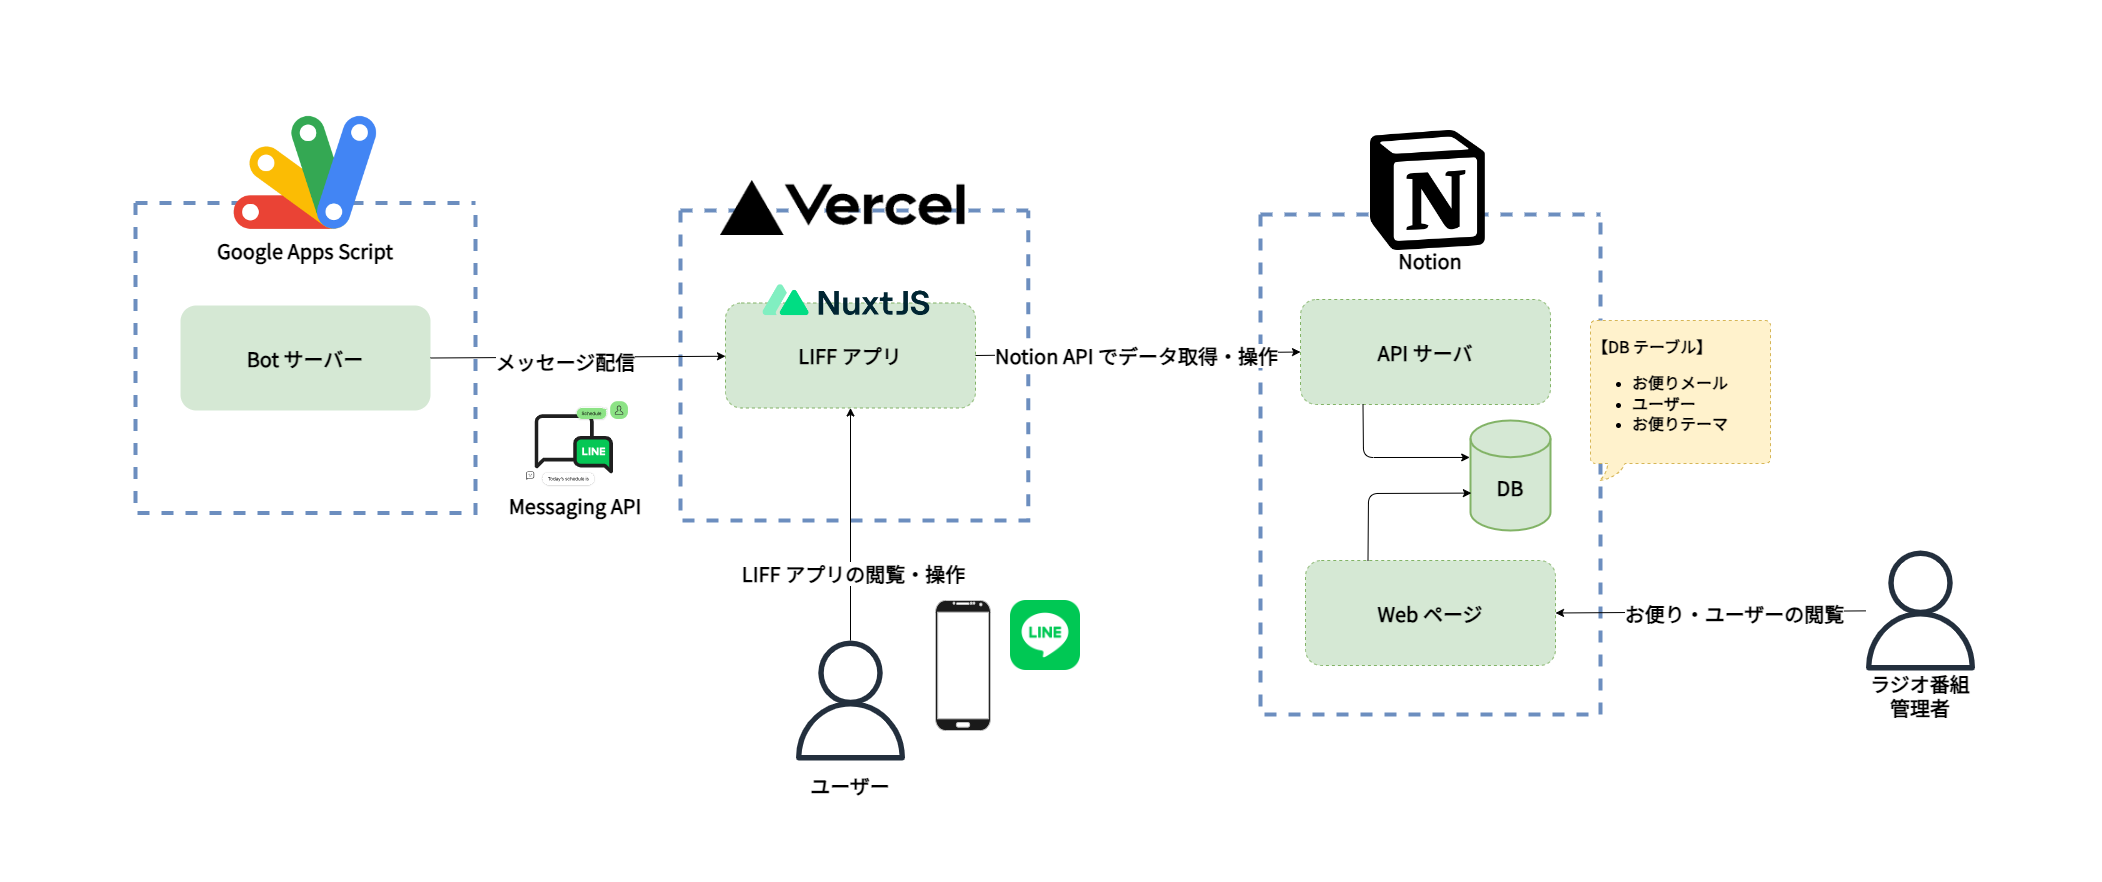 Google Apps Script
Bot サーバー
メッセージ配信
Schedule
LINE
Today's schedule is
Messaging API
Vercel
NuxtJS
LIFF アプリ
LIFF アプリの閲覧・操作
LINE
ユーザー
Notion API でデータ取得・操作
N
Notion
API サーバ
DB
Web ページ
【DB テーブル】
• お便りメール
• ユーザー
• お便りテーマ
お便り・ユーザーの閲覧
ラジオ番組
管理者